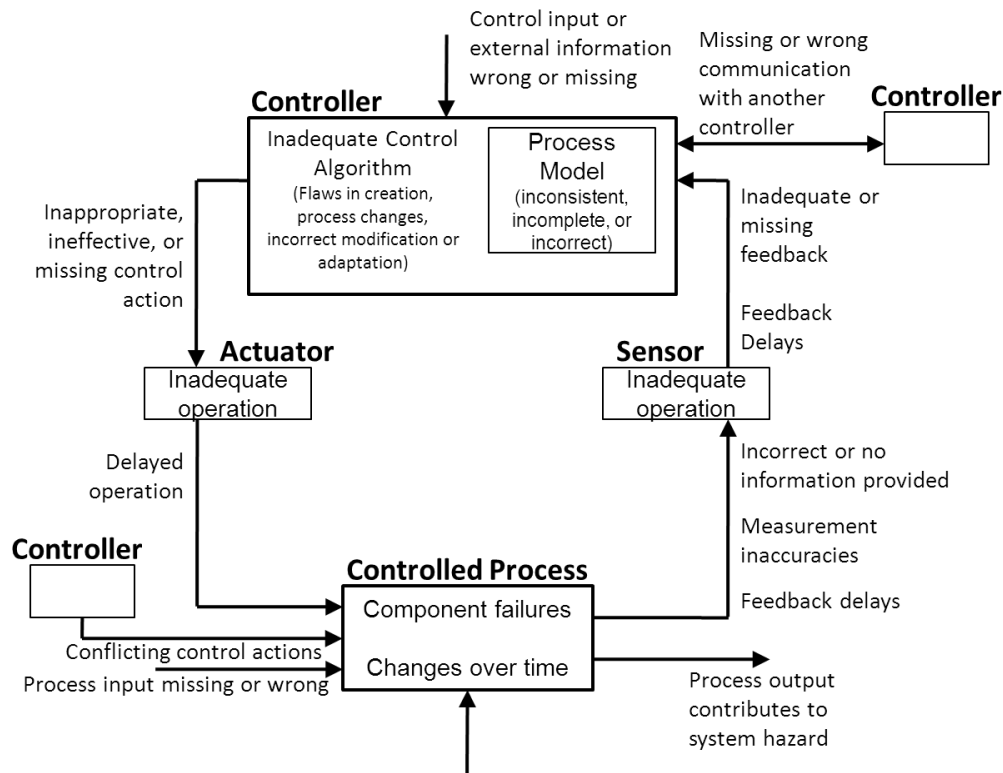 Control input or
external information
wrong or missing
Missing or wrong
communication
with another
controller
Controller
Controller
Inadequate Control
Algorithm
(Flaws in creation,
process changes,
incorrect modification or
adaptation)
Process
Model
(inconsistent,
incomplete, or
incorrect)
Inappropriate,
ineffective, or
missing control
action
Inadequate or
missing
feedback
Feedback
Delays
Actuator
Inadequate
operation
Sensor
Inadequate
operation
Delayed
operation
Incorrect or no
information provided
Measurement
inaccuracies
Feedback delays
Controller
Controlled Process
Component failures
Changes over time
Conflicting control actions
Process input missing or wrong
Process output
contributes to
system hazard